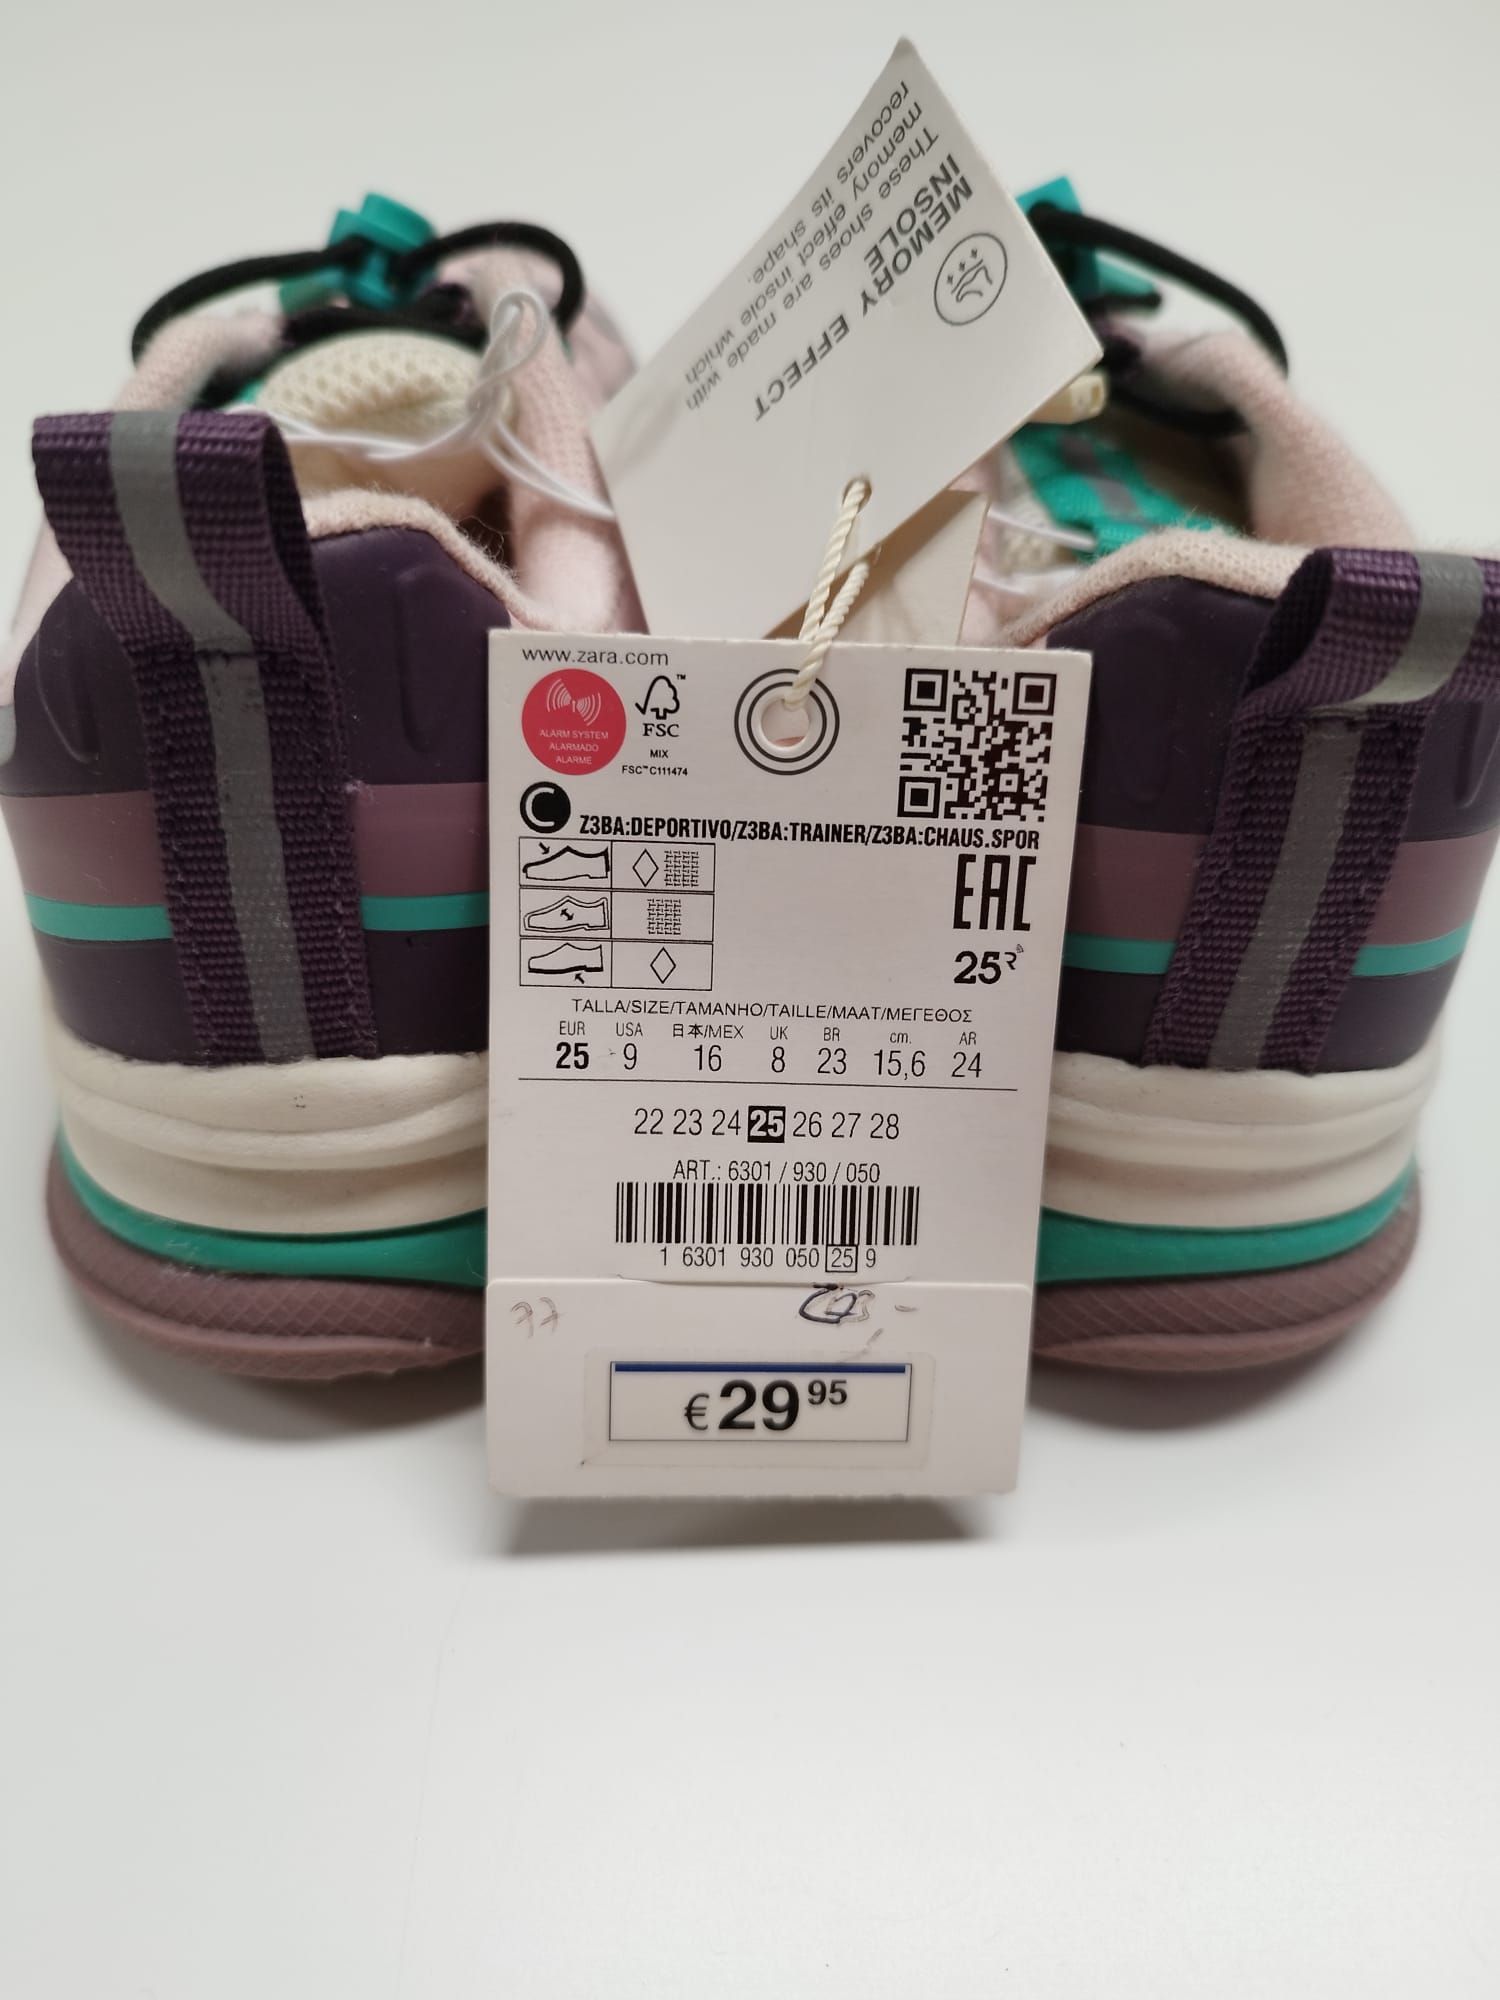 MEMORY EFFECT
INSOLE
These shoes are made with
memory effect insole which
recovers its shape.
www.zara.com
ALARM SYSTEM
ALARMADO
ALARME
FSC™
MIX
FSC™ C111474
C
Z3BA:DEPORTIVO/Z3BA:TRAINER/Z3BA:CHAUS.SPOR
EAC
25
TALLA/SIZE/TAMANHO/TAILLE/MAAT/ΜΕΓΕΘΟΣ
EUR USA 日本/MEX UK BR cm. AR
25 9 16 8 23 15,6 24
22 23 24 25 26 27 28
ART.: 6301 / 930 / 050
1 6301 930 050 25 9
77
€29 95